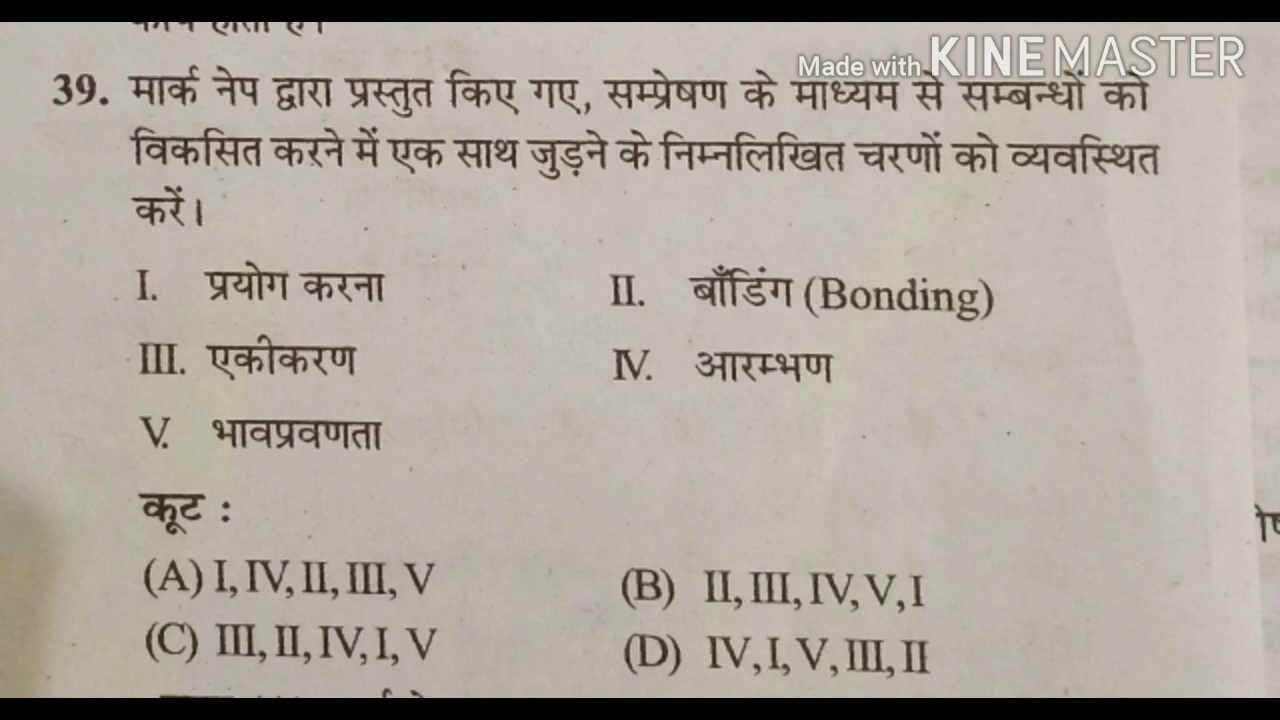 Made with KINEMASTER
39. मार्क नेप द्वारा प्रस्तुत किए गए, सम्प्रेषण के माध्यम से सम्बन्धों को
विकसित करने में एक साथ जुड़ने के निम्नलिखित चरणों को व्यवस्थित
करें।
I. प्रयोग करना II. बाँडिंग (Bonding)
III. एकीकरण IV. आरम्भण
V. भावप्रवणता
कूट :
(A) I, IV, II, III, V (B) II, III, IV, V, I
(C) III, II, IV, I, V (D) IV, I, V, III, II